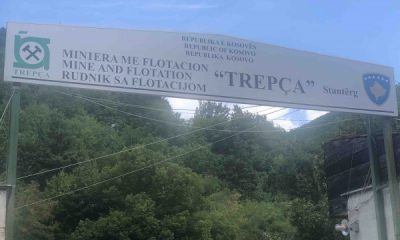 REPUBLIKA E KOSOVËS
REPUBLIC OF KOSOVO
REPUBLIKA KOSOVO
MINIERA ME FLOTACION
MINE AND FLOTATION
RUDNIK SA FLOTACIJOM
"TREPÇA" Stantërg
TREPÇA